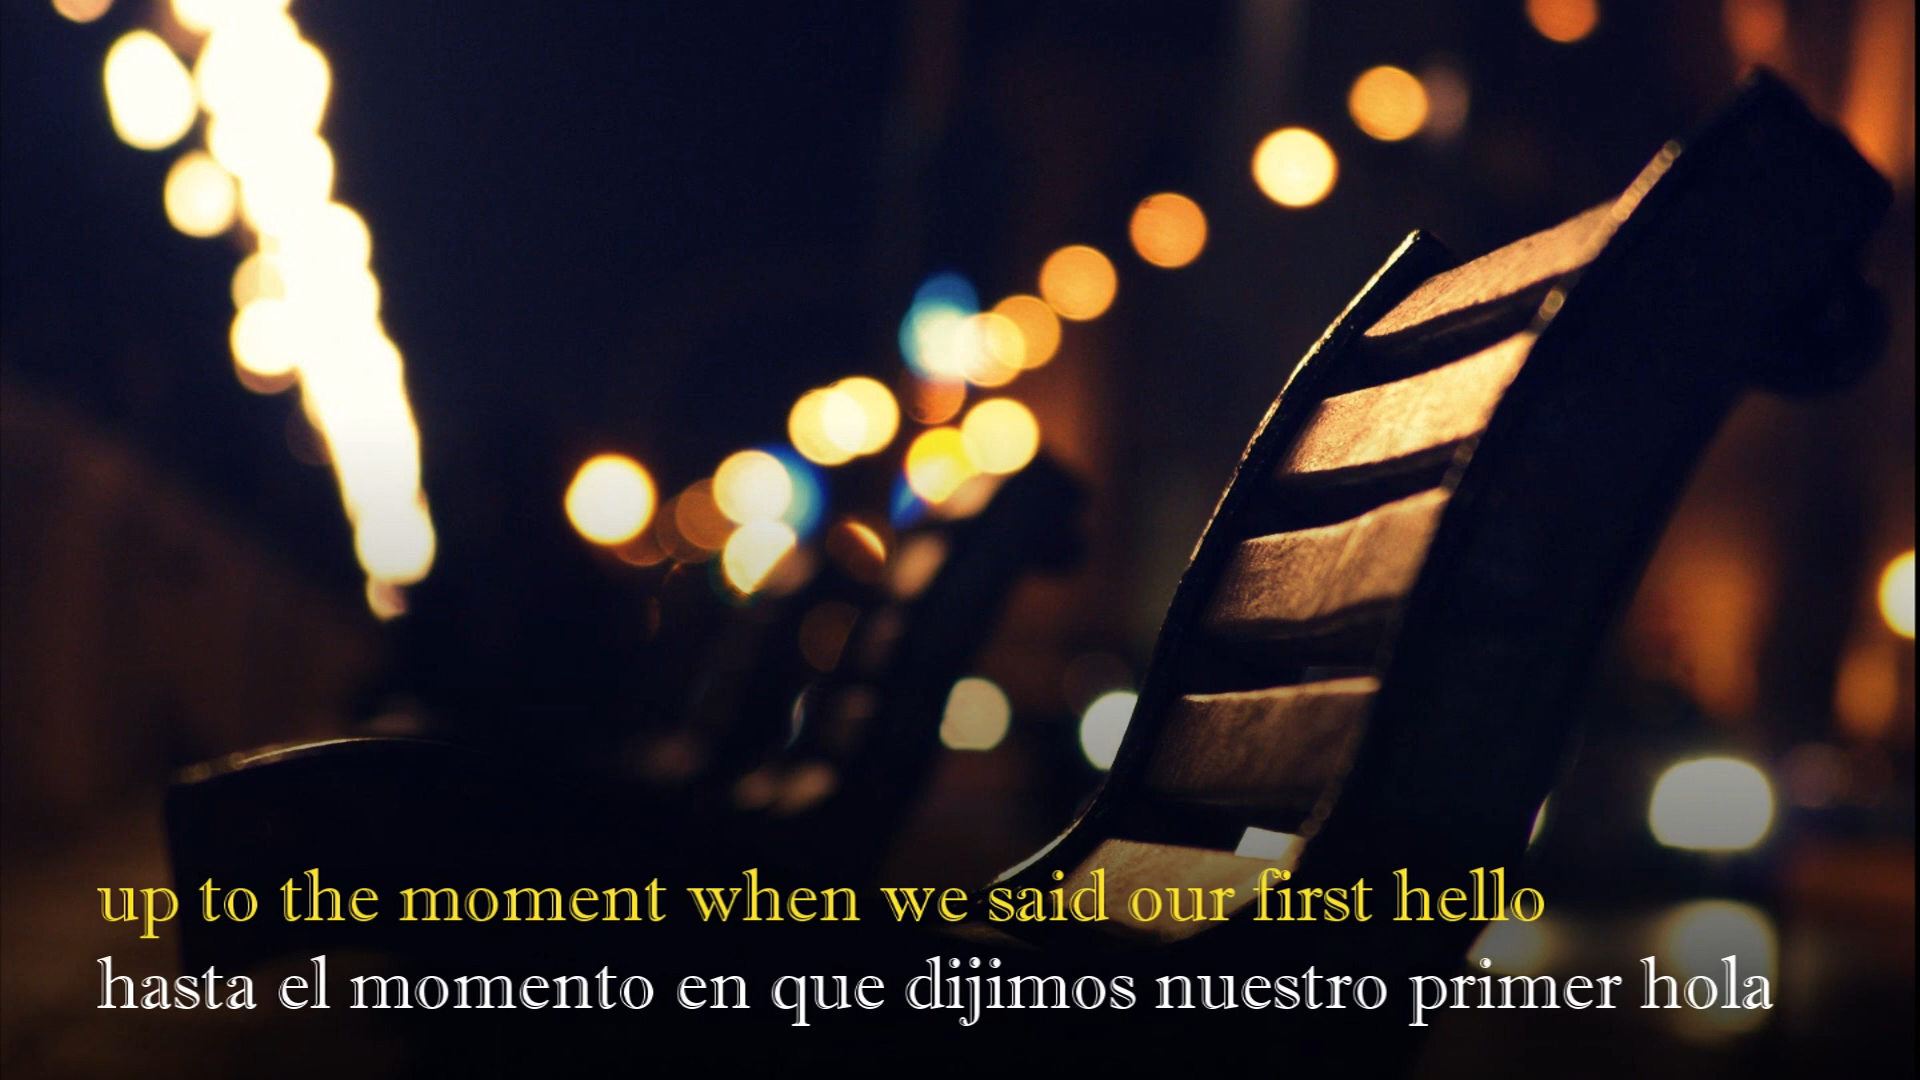 up to the moment when we said our first hello
hasta el momento en que dijimos nuestro primer hola